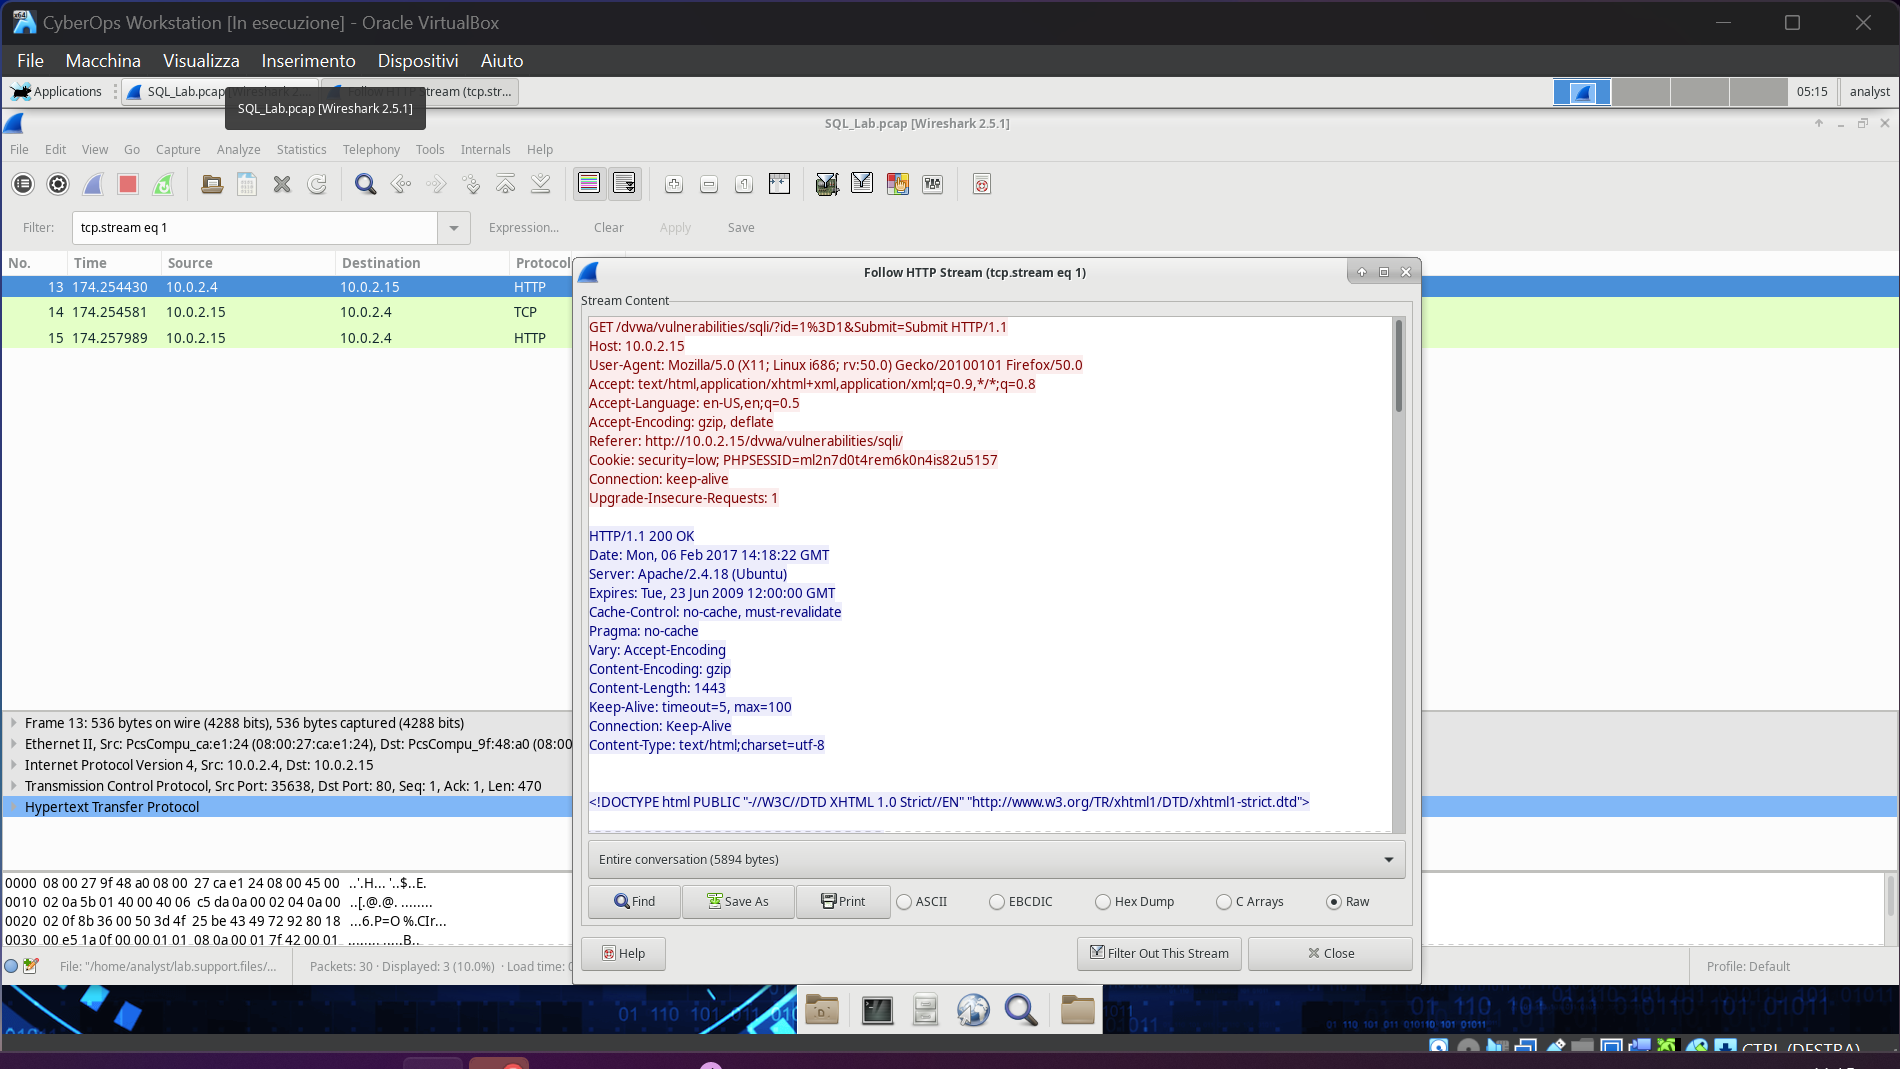 CyberOps Workstation [In esecuzione] - Oracle VirtualBox
File Macchina Visualizza Inserimento Dispositivi Aiuto
Applications SQL_Lab.pcap [Wireshark 2.... Follow HTTP Stream (tcp.str... 05:15 analyst
SQL_Lab.pcap [Wireshark 2.5.1]
SQL_Lab.pcap [Wireshark 2.5.1]
File Edit View Go Capture Analyze Statistics Telephony Tools Internals Help
Filter: tcp.stream eq 1 Expression... Clear Apply Save
No. Time Source Destination Protocol
13 174.254430 10.0.2.4 10.0.2.15 HTTP
14 174.254581 10.0.2.15 10.0.2.4 TCP
15 174.257989 10.0.2.15 10.0.2.4 HTTP
Follow HTTP Stream (tcp.stream eq 1)
Stream Content
GET /dvwa/vulnerabilities/sqli/?id=1%3D1&Submit=Submit HTTP/1.1
Host: 10.0.2.15
User-Agent: Mozilla/5.0 (X11; Linux i686; rv:50.0) Gecko/20100101 Firefox/50.0
Accept: text/html,application/xhtml+xml,application/xml;q=0.9,*/*;q=0.8
Accept-Language: en-US,en;q=0.5
Accept-Encoding: gzip, deflate
Referer: http://10.0.2.15/dvwa/vulnerabilities/sqli/
Cookie: security=low; PHPSESSID=ml2n7d0t4rem6k0n4is82u5157
Connection: keep-alive
Upgrade-Insecure-Requests: 1
HTTP/1.1 200 OK
Date: Mon, 06 Feb 2017 14:18:22 GMT
Server: Apache/2.4.18 (Ubuntu)
Expires: Tue, 23 Jun 2009 12:00:00 GMT
Cache-Control: no-cache, must-revalidate
Pragma: no-cache
Vary: Accept-Encoding
Content-Encoding: gzip
Content-Length: 1443
Keep-Alive: timeout=5, max=100
Connection: Keep-Alive
Content-Type: text/html;charset=utf-8
<!DOCTYPE html PUBLIC "-//W3C//DTD XHTML 1.0 Strict//EN" "http://www.w3.org/TR/xhtml1/DTD/xhtml1-strict.dtd">
Entire conversation (5894 bytes)
Find Save As Print ASCII EBCDIC Hex Dump C Arrays Raw
Help Filter Out This Stream Close
Frame 13: 536 bytes on wire (4288 bits), 536 bytes captured (4288 bits)
Ethernet II, Src: PcsCompu_ca:e1:24 (08:00:27:ca:e1:24), Dst: PcsCompu_9f:48:a0 (08:00
Internet Protocol Version 4, Src: 10.0.2.4, Dst: 10.0.2.15
Transmission Control Protocol, Src Port: 35638, Dst Port: 80, Seq: 1, Ack: 1, Len: 470
Hypertext Transfer Protocol
0000 08 00 27 9f 48 a0 08 00 27 ca e1 24 08 00 45 00 ..'.H... '..$..E.
0010 02 0a 5b 01 40 00 40 06 c5 da 0a 00 02 04 0a 00 ..[.@.@. ........
0020 02 0f 8b 36 00 50 3d 4f 25 be 43 49 72 92 80 18 ...6.P=O %.CIr...
0030 00 e5 1a 0f 00 00 01 01 08 0a 00 01 7f 42 00 01 ........ .....B..
File: "/home/analyst/lab.support.files/... Packets: 30 · Displayed: 3 (10.0%) · Load time: Profile: Default
CTRL (DESTRA)